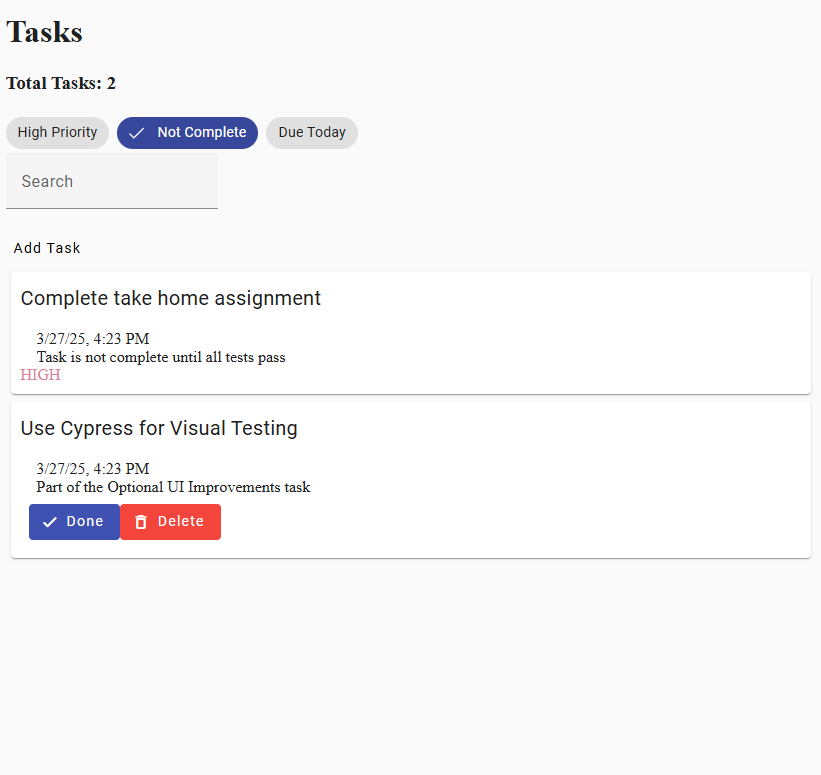 Tasks
Total Tasks: 2
High Priority Not Complete Due Today
Search
Add Task
Complete take home assignment
3/27/25, 4:23 PM
Task is not complete until all tests pass
HIGH
Use Cypress for Visual Testing
3/27/25, 4:23 PM
Part of the Optional UI Improvements task
Done Delete